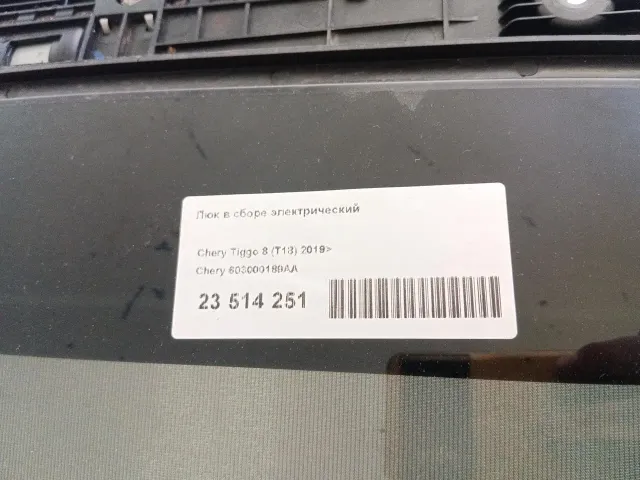 Люк в сборе электрический
Chery Tiggo 8 (T18) 2019>
Chery 603000189AA
23 514 251